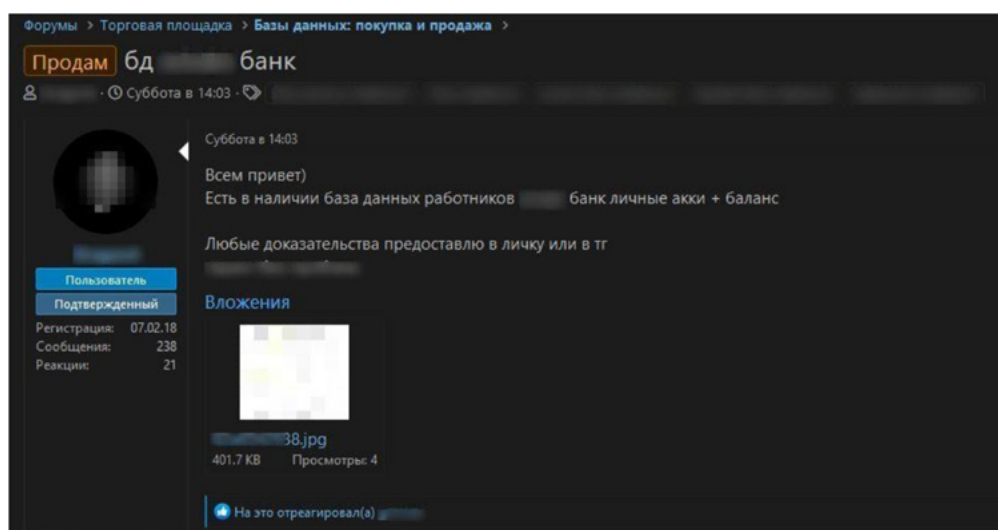 Форумы > Торговая площадка > Базы данных: покупка и продажа >
Продам бд банк
· Суббота в 14:03 ·
Суббота в 14:03
Всем привет)
Есть в наличии база данных работников банк личные акки + баланс
Любые доказательства предоставлю в личку или в тг
Пользователь
Подтвержденный
Регистрация: 07.02.18
Сообщения: 238
Реакции: 21
Вложения
38.jpg
401.7 KB Просмотры: 4
На это отреагировал(а)